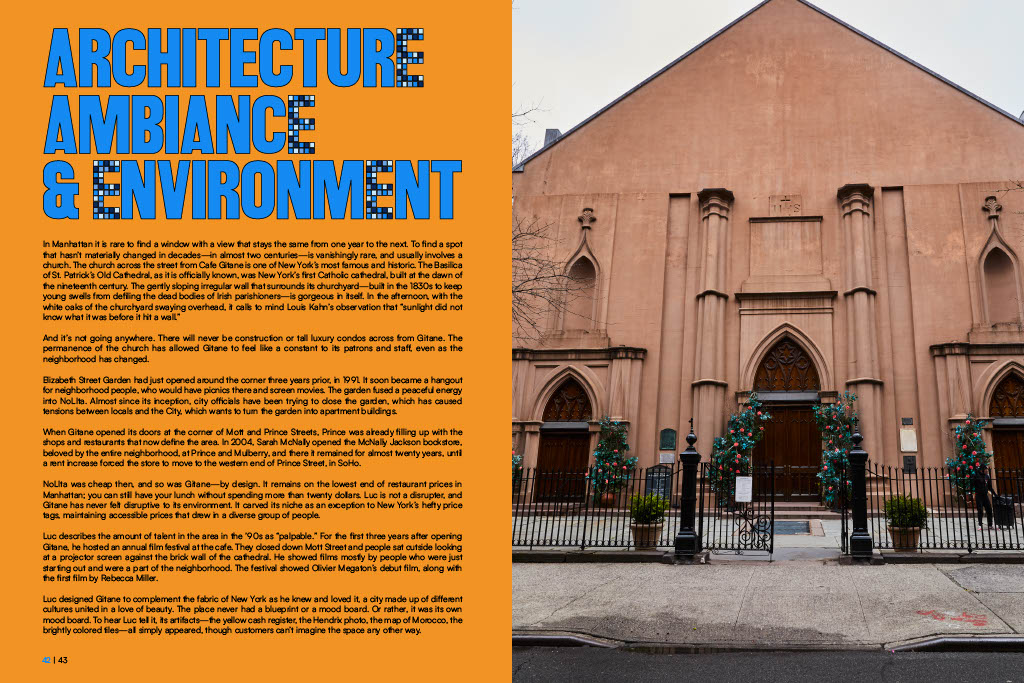 ARCHITECTURE
AMBIANCE
& ENVIRONMENT
In Manhattan it is rare to find a window with a view that stays the same from one year to the next. To find a spot
that hasn't materially changed in decades—in almost two centuries—is vanishingly rare, and usually involves a
church. The church across the street from Cafe Gitane is one of New York's most famous and historic. The Basilica
of St. Patrick's Old Cathedral, as it is officially known, was New York's first Catholic cathedral, built at the dawn of
the nineteenth century. The gently sloping irregular wall that surrounds its churchyard—built in the 1830s to keep
young swells from defiling the dead bodies of Irish parishioners—is gorgeous in itself. In the afternoon, with the
white oaks of the churchyard swaying overhead, it calls to mind Louis Kahn's observation that "sunlight did not
know what it was before it hit a wall."
And it's not going anywhere. There will never be construction or tall luxury condos across from Gitane. The
permanence of the church has allowed Gitane to feel like a constant to its patrons and staff, even as the
neighborhood has changed.
Elizabeth Street Garden had just opened around the corner three years prior, in 1991. It soon became a hangout
for neighborhood people, who would have picnics there and screen movies. The garden fused a peaceful energy
into NoLIta. Almost since its inception, city officials have been trying to close the garden, which has caused
tensions between locals and the City, which wants to turn the garden into apartment buildings.
When Gitane opened its doors at the corner of Mott and Prince Streets, Prince was already filling up with the
shops and restaurants that now define the area. In 2004, Sarah McNally opened the McNally Jackson bookstore,
beloved by the entire neighborhood, at Prince and Mulberry, and there it remained for almost twenty years, until
a rent increase forced the store to move to the western end of Prince Street, in SoHo.
NoLIta was cheap then, and so was Gitane—by design. It remains on the lowest end of restaurant prices in
Manhattan; you can still have your lunch without spending more than twenty dollars. Luc is not a disrupter, and
Gitane has never felt disruptive to its environment. It carved its niche as an exception to New York's hefty price
tags, maintaining accessible prices that drew in a diverse group of people.
Luc describes the amount of talent in the area in the '90s as "palpable." For the first three years after opening
Gitane, he hosted an annual film festival at the cafe. They closed down Mott Street and people sat outside looking
at a projector screen against the brick wall of the cathedral. He showed films mostly by people who were just
starting out and were a part of the neighborhood. The festival showed Olivier Megaton's debut film, along with
the first film by Rebecca Miller.
Luc designed Gitane to complement the fabric of New York as he knew and loved it, a city made up of different
cultures united in a love of beauty. The place never had a blueprint or a mood board. Or rather, it was its own
mood board. To hear Luc tell it, its artifacts—the yellow cash register, the Hendrix photo, the map of Morocco, the
brightly colored tiles—all simply appeared, though customers can't imagine the space any other way.
42 | 43